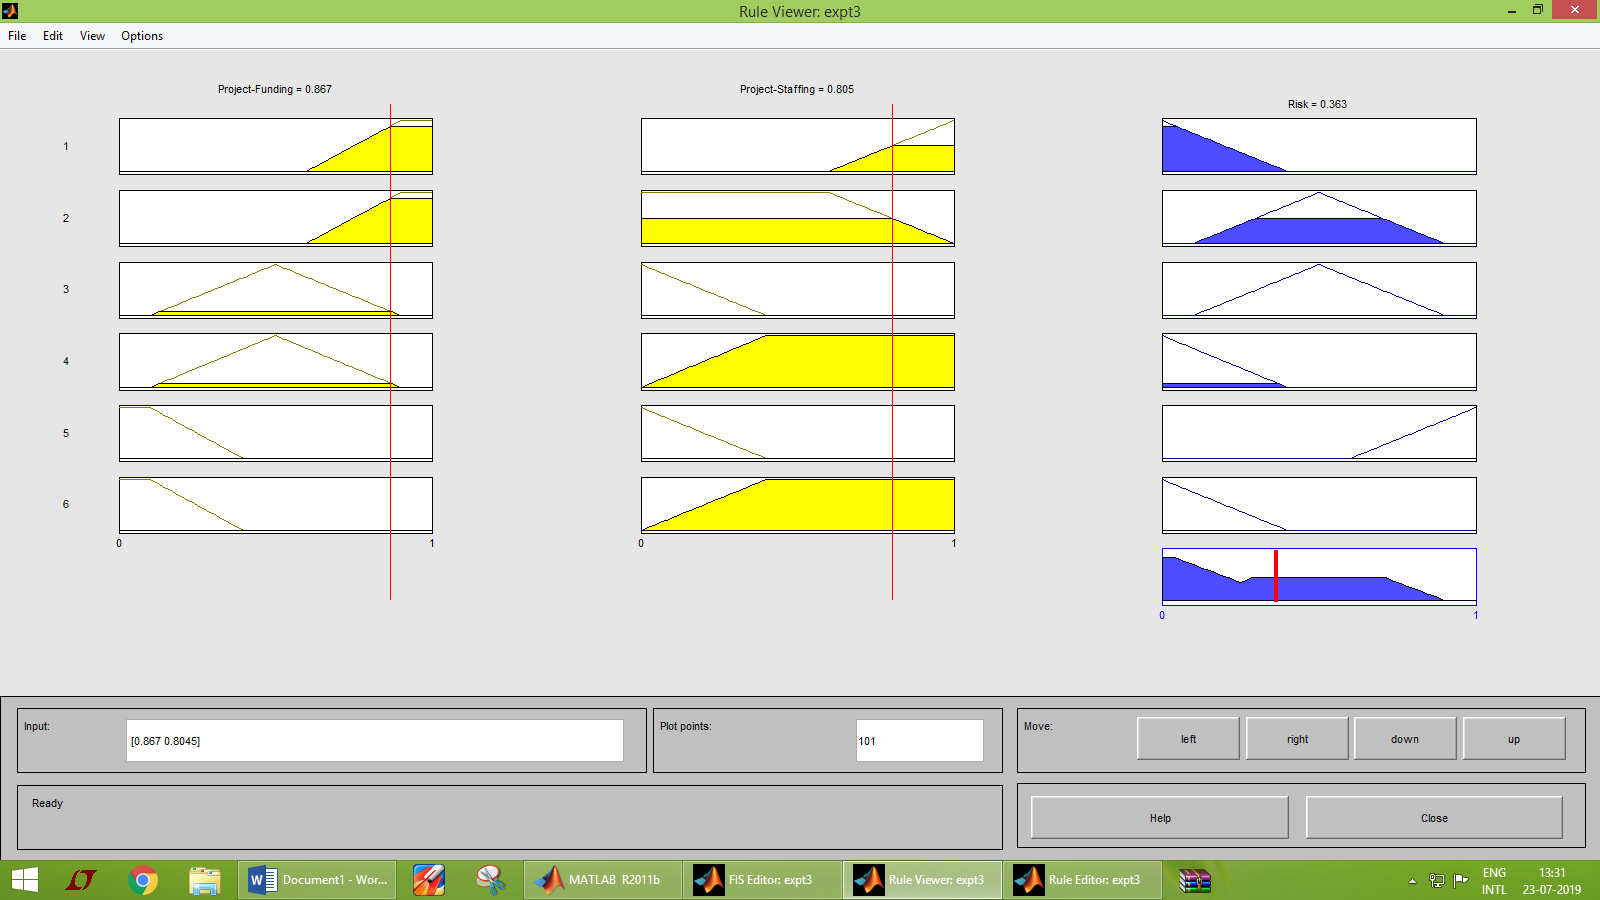 Rule Viewer: expt3
File Edit View Options
Project-Funding = 0.867
Project-Staffing = 0.805
Risk = 0.363
1
2
3
4
5
6
0 1
0 1
0 1
Input:
[0.867 0.8045]
Plot points:
101
Move:
left
right
down
up
Ready
Help
Close
Document1 - Wor...
MATLAB R2011b
FIS Editor: expt3
Rule Viewer: expt3
Rule Editor: expt3
ENG
INTL
13:31
23-07-2019